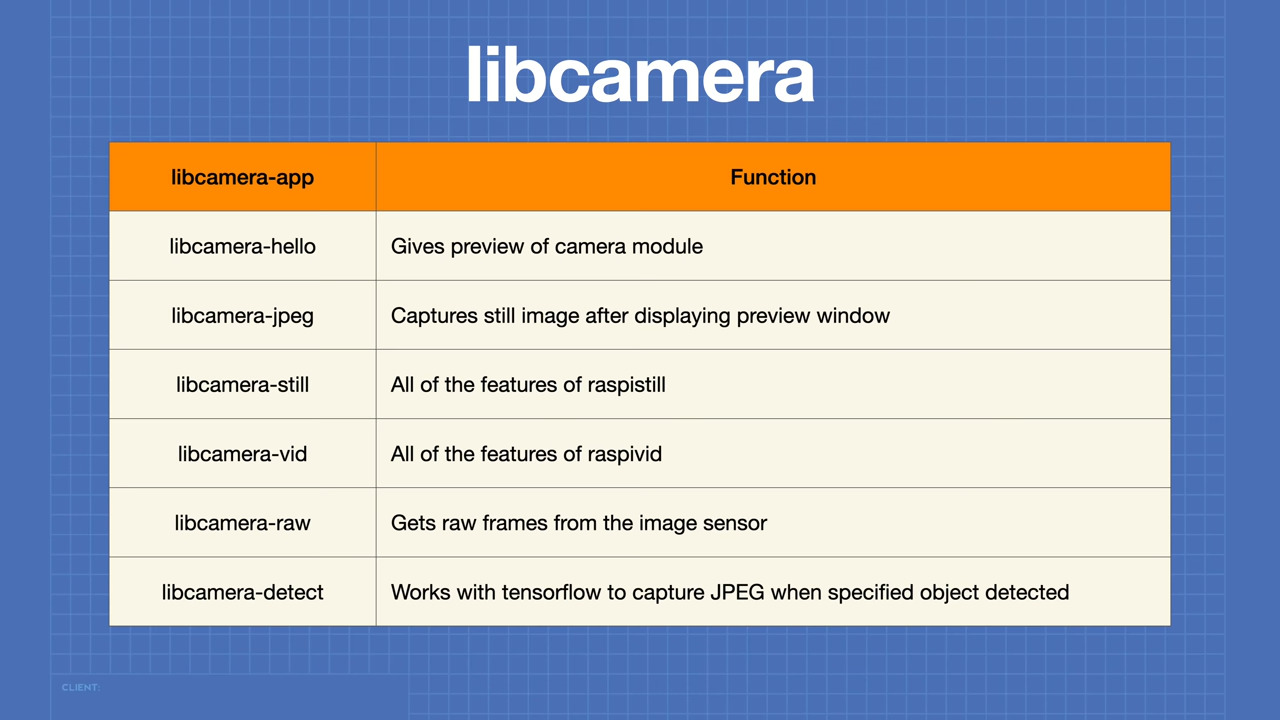 libcamera
libcamera-app Function
libcamera-hello Gives preview of camera module
libcamera-jpeg Captures still image after displaying preview window
libcamera-still All of the features of raspistill
libcamera-vid All of the features of raspivid
libcamera-raw Gets raw frames from the image sensor
libcamera-detect Works with tensorflow to capture JPEG when specified object detected
CLIENT: